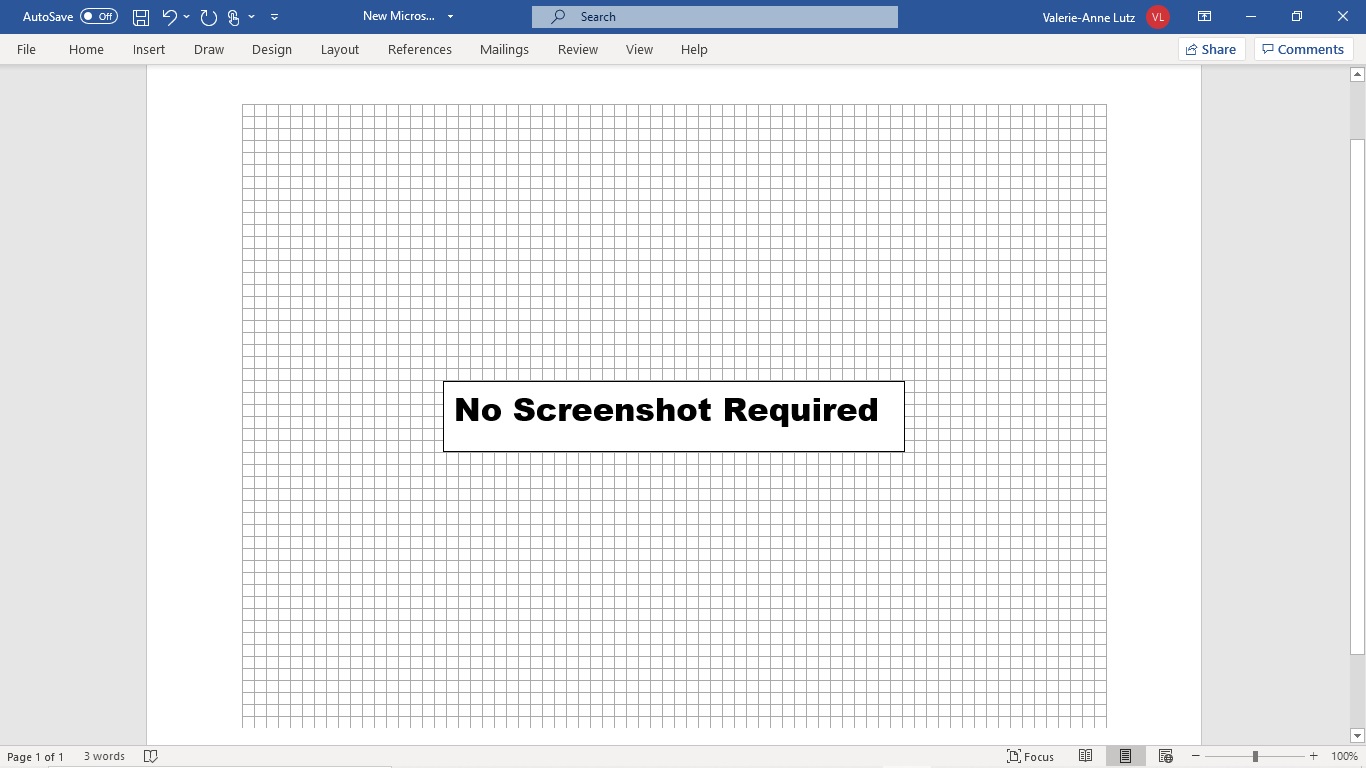 AutoSave Off New Micros... Search Valerie-Anne Lutz VL
File Home Insert Draw Design Layout References Mailings Review View Help Share Comments
No Screenshot Required
Page 1 of 1 3 words Focus 100%